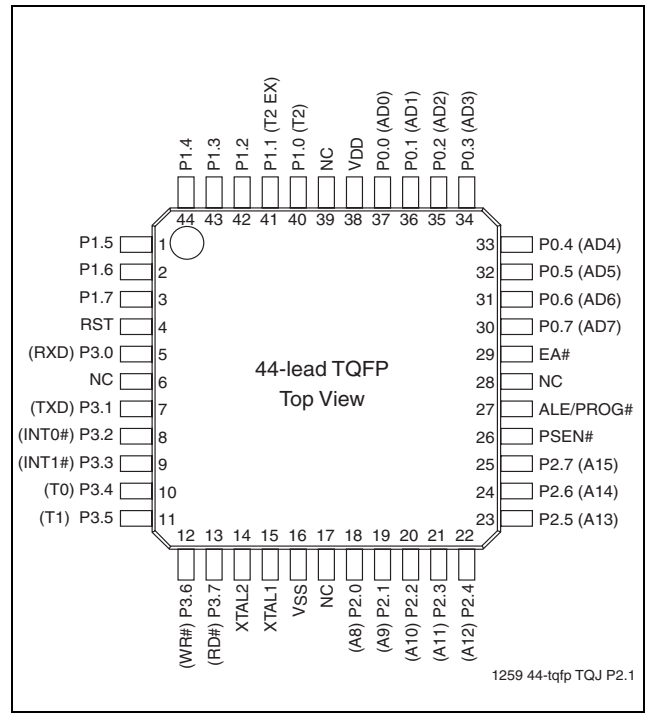 P1.4
P1.3
P1.2
P1.1 (T2 EX)
P1.0 (T2)
NC
VDD
P0.0 (AD0)
P0.1 (AD1)
P0.2 (AD2)
P0.3 (AD3)
44 43 42 41 40 39 38 37 36 35 34
P1.5 1
P1.6 2
P1.7 3
RST 4
(RXD) P3.0 5
NC 6
(TXD) P3.1 7
(INT0#) P3.2 8
(INT1#) P3.3 9
(T0) P3.4 10
(T1) P3.5 11
44-lead TQFP
Top View
33 P0.4 (AD4)
32 P0.5 (AD5)
31 P0.6 (AD6)
30 P0.7 (AD7)
29 EA#
28 NC
27 ALE/PROG#
26 PSEN#
25 P2.7 (A15)
24 P2.6 (A14)
23 P2.5 (A13)
12 13 14 15 16 17 18 19 20 21 22
(WR#) P3.6
(RD#) P3.7
XTAL2
XTAL1
VSS
NC
(A8) P2.0
(A9) P2.1
(A10) P2.2
(A11) P2.3
(A12) P2.4
1259 44-tqfp TQJ P2.1